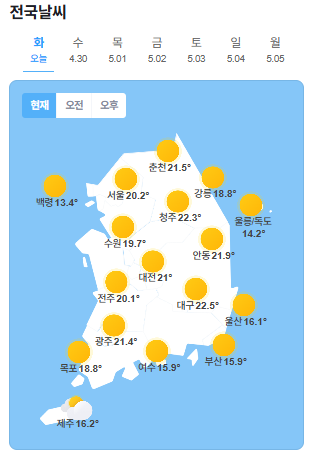 전국날씨
화 수 목 금 토 일 월
오늘 4.30 5.01 5.02 5.03 5.04 5.05
현재 오전 오후
춘천 21.5°
백령 13.4°
서울 20.2°
강릉 18.8°
청주 22.3°
울릉/독도
14.2°
수원 19.7°
안동 21.9°
대전 21°
전주 20.1°
대구 22.5°
울산 16.1°
광주 21.4°
목포 18.8°
여수 15.9°
부산 15.9°
제주 16.2°